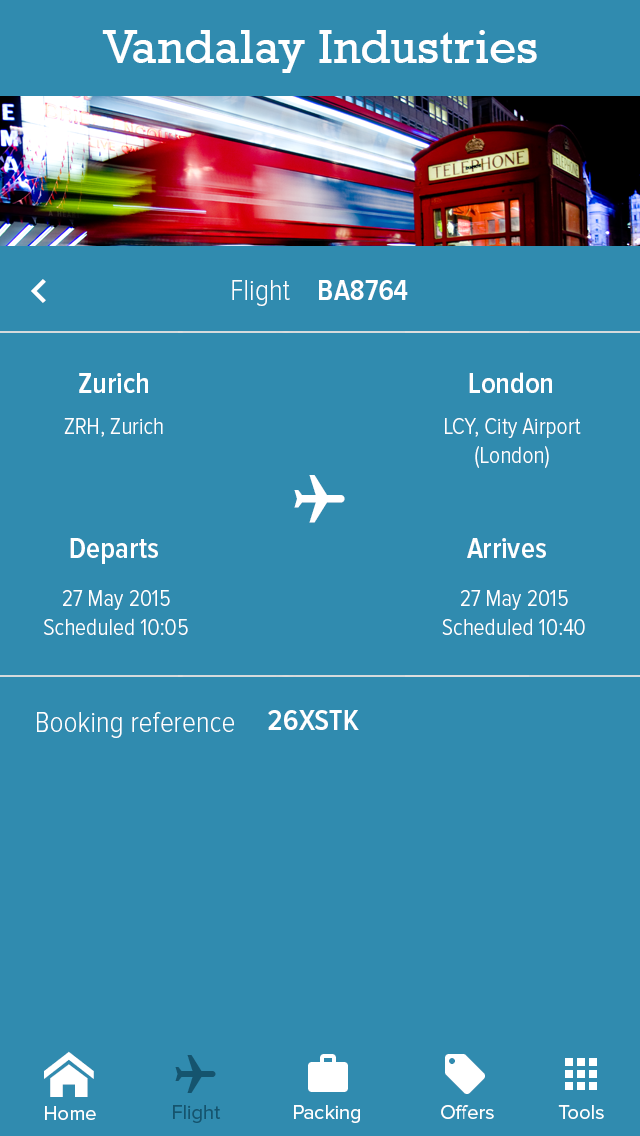 Vandalay Industries
E
M
A
TELEPHONE
TELEPHONE
Flight BA8764
Zurich
ZRH, Zurich
London
LCY, City Airport
(London)
Departs
27 May 2015
Scheduled 10:05
Arrives
27 May 2015
Scheduled 10:40
Booking reference 26XSTK
Home
Flight
Packing
Offers
Tools